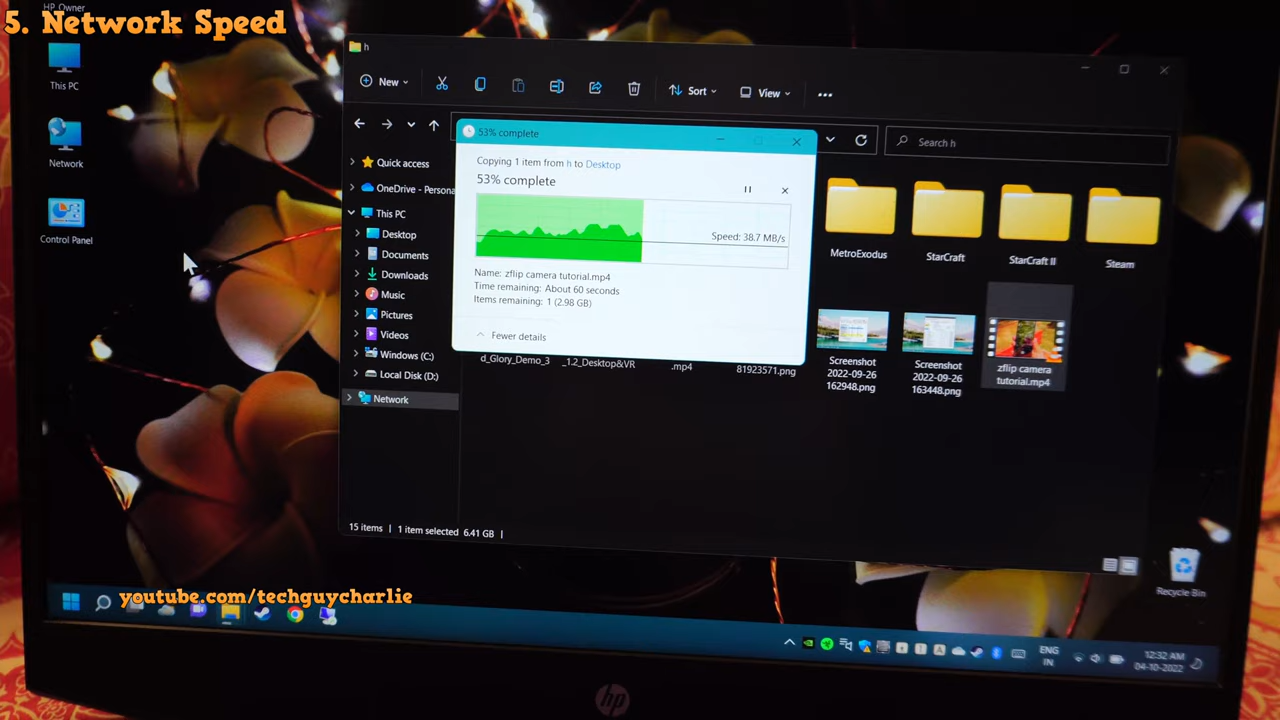 HP Owner
5. Network Speed
This PC
Network
Control Panel
h
New
Sort
View
Search h
Quick access
OneDrive - Persona
This PC
Desktop
Documents
Downloads
Music
Pictures
Videos
Windows (C:)
Local Disk (D:)
Network
53% complete
Copying 1 item from h to Desktop
53% complete
Speed: 38.7 MB/s
Name: zflip camera tutorial.mp4
Time remaining: About 60 seconds
Items remaining: 1 (2.98 GB)
Fewer details
MetroExodus
StarCraft
StarCraft II
Steam
d_Glory_Demo_3
_1.2_Desktop&VR
.mp4
81923571.png
Screenshot
2022-09-26
162948.png
Screenshot
2022-09-26
163448.png
zflip camera
tutorial.mp4
15 items
1 item selected 6.41 GB
Recycle Bin
youtube.com/techguycharlie
ENG
IN
12:32 AM
04-10-2022
hp